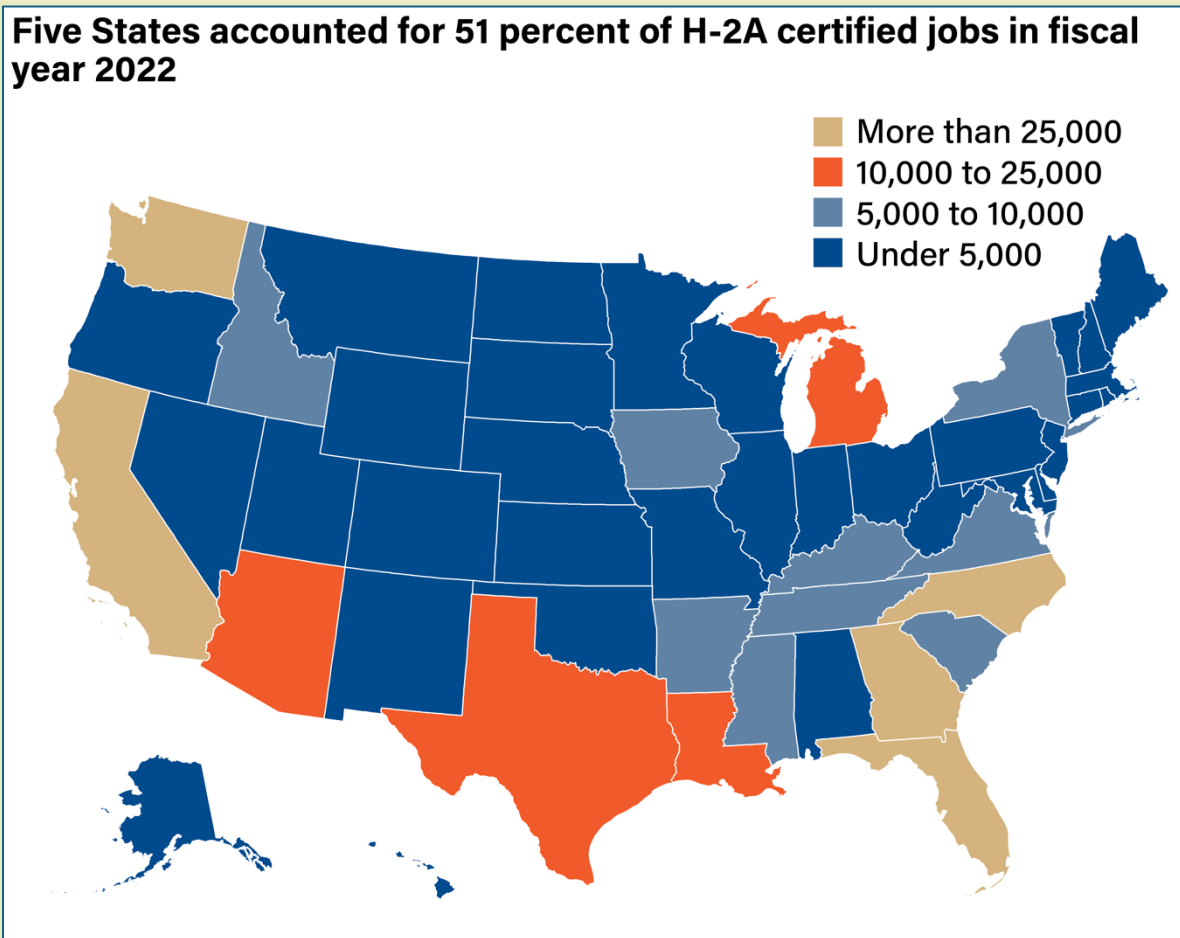 Five States accounted for 51 percent of H-2A certified jobs in fiscal
year 2022
More than 25,000
10,000 to 25,000
5,000 to 10,000
Under 5,000